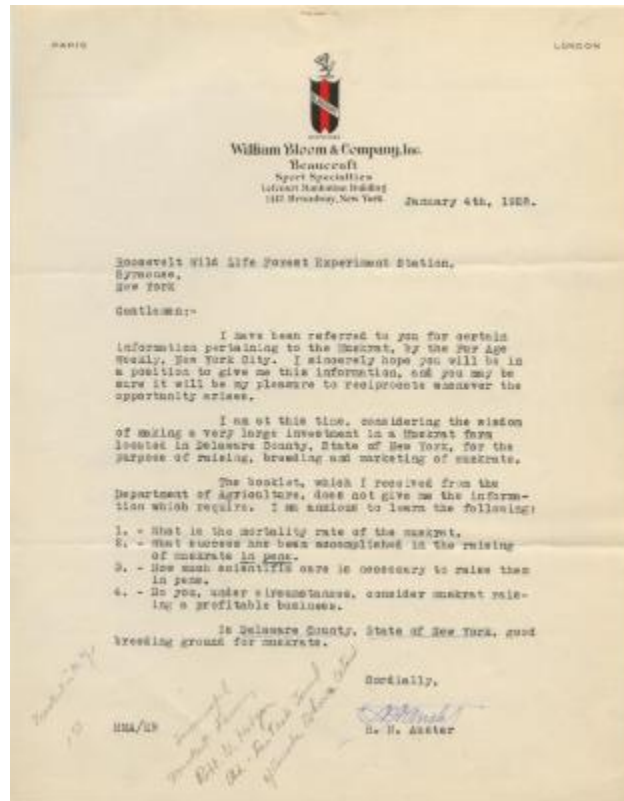 PARIS LONDON
William Bloom & Company, Inc.
Beaucraft
Sport Specialties
Lefcourt Manhattan Building
1412 Broadway, New York
January 4th, 1928.
Roosevelt Wild Life Forest Experiment Station,
Syracuse,
New York
Gentlemen:-
I have been referred to you for certain
information pertaining to the Muskrat, by the Fur Age
Weekly, New York City. I sincerely hope you will be in
a position to give me this information, and you may be
sure it will be my pleasure to reciprocate whenever the
opportunity arises.
I am at this time, considering the wisdom
of making a very large investment in a Muskrat farm
located in Delaware County, State of New York, for the
purpose of raising, breeding and marketing of muskrats.
The booklet, which I received from the
Department of Agriculture, does not give me the informa-
tion which require. I am anxious to learn the following:
1. - What is the mortality rate of the muskrat.
2. - What success has been accomplished in the raising
of muskrats in pens.
3. - How much scientific care is necessary to raise them
in pens.
4. - Do you, under circumstances, consider muskrat rais-
ing a profitable business.
Is Delaware County, State of New York, good
breeding ground for muskrats.
Cordially,